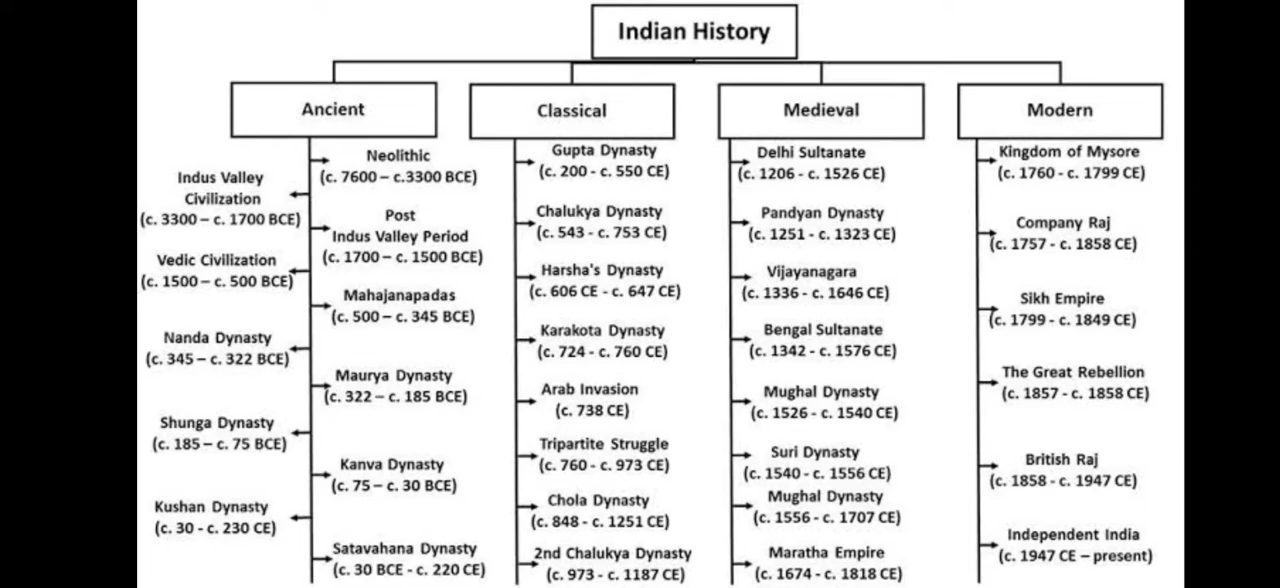 Indian History
Ancient
Neolithic
(c. 7600 – c.3300 BCE)
Indus Valley
Civilization
(c. 3300 – c. 1700 BCE)
Post
Indus Valley Period
(c. 1700 – c. 1500 BCE)
Vedic Civilization
(c. 1500 – c. 500 BCE)
Mahajanapadas
(c. 500 – c. 345 BCE)
Nanda Dynasty
(c. 345 – c. 322 BCE)
Maurya Dynasty
(c. 322 – c. 185 BCE)
Shunga Dynasty
(c. 185 – c. 75 BCE)
Kanva Dynasty
(c. 75 – c. 30 BCE)
Kushan Dynasty
(c. 30 - c. 230 CE)
Satavahana Dynasty
(c. 30 BCE - c. 220 CE)
Classical
Gupta Dynasty
(c. 200 - c. 550 CE)
Chalukya Dynasty
(c. 543 - c. 753 CE)
Harsha's Dynasty
(c. 606 CE - c. 647 CE)
Karakota Dynasty
(c. 724 - c. 760 CE)
Arab Invasion
(c. 738 CE)
Tripartite Struggle
(c. 760 - c. 973 CE)
Chola Dynasty
(c. 848 - c. 1251 CE)
2nd Chalukya Dynasty
(c. 973 - c. 1187 CE)
Medieval
Delhi Sultanate
(c. 1206 - c. 1526 CE)
Pandyan Dynasty
(c. 1251 - c. 1323 CE)
Vijayanagara
(c. 1336 - c. 1646 CE)
Bengal Sultanate
(c. 1342 - c. 1576 CE)
Mughal Dynasty
(c. 1526 - c. 1540 CE)
Suri Dynasty
(c. 1540 - c. 1556 CE)
Mughal Dynasty
(c. 1556 - c. 1707 CE)
Maratha Empire
(c. 1674 - c. 1818 CE)
Modern
Kingdom of Mysore
(c. 1760 - c. 1799 CE)
Company Raj
(c. 1757 - c. 1858 CE)
Sikh Empire
(c. 1799 - c. 1849 CE)
The Great Rebellion
(c. 1857 - c. 1858 CE)
British Raj
(c. 1858 - c. 1947 CE)
Independent India
(c. 1947 CE – present)